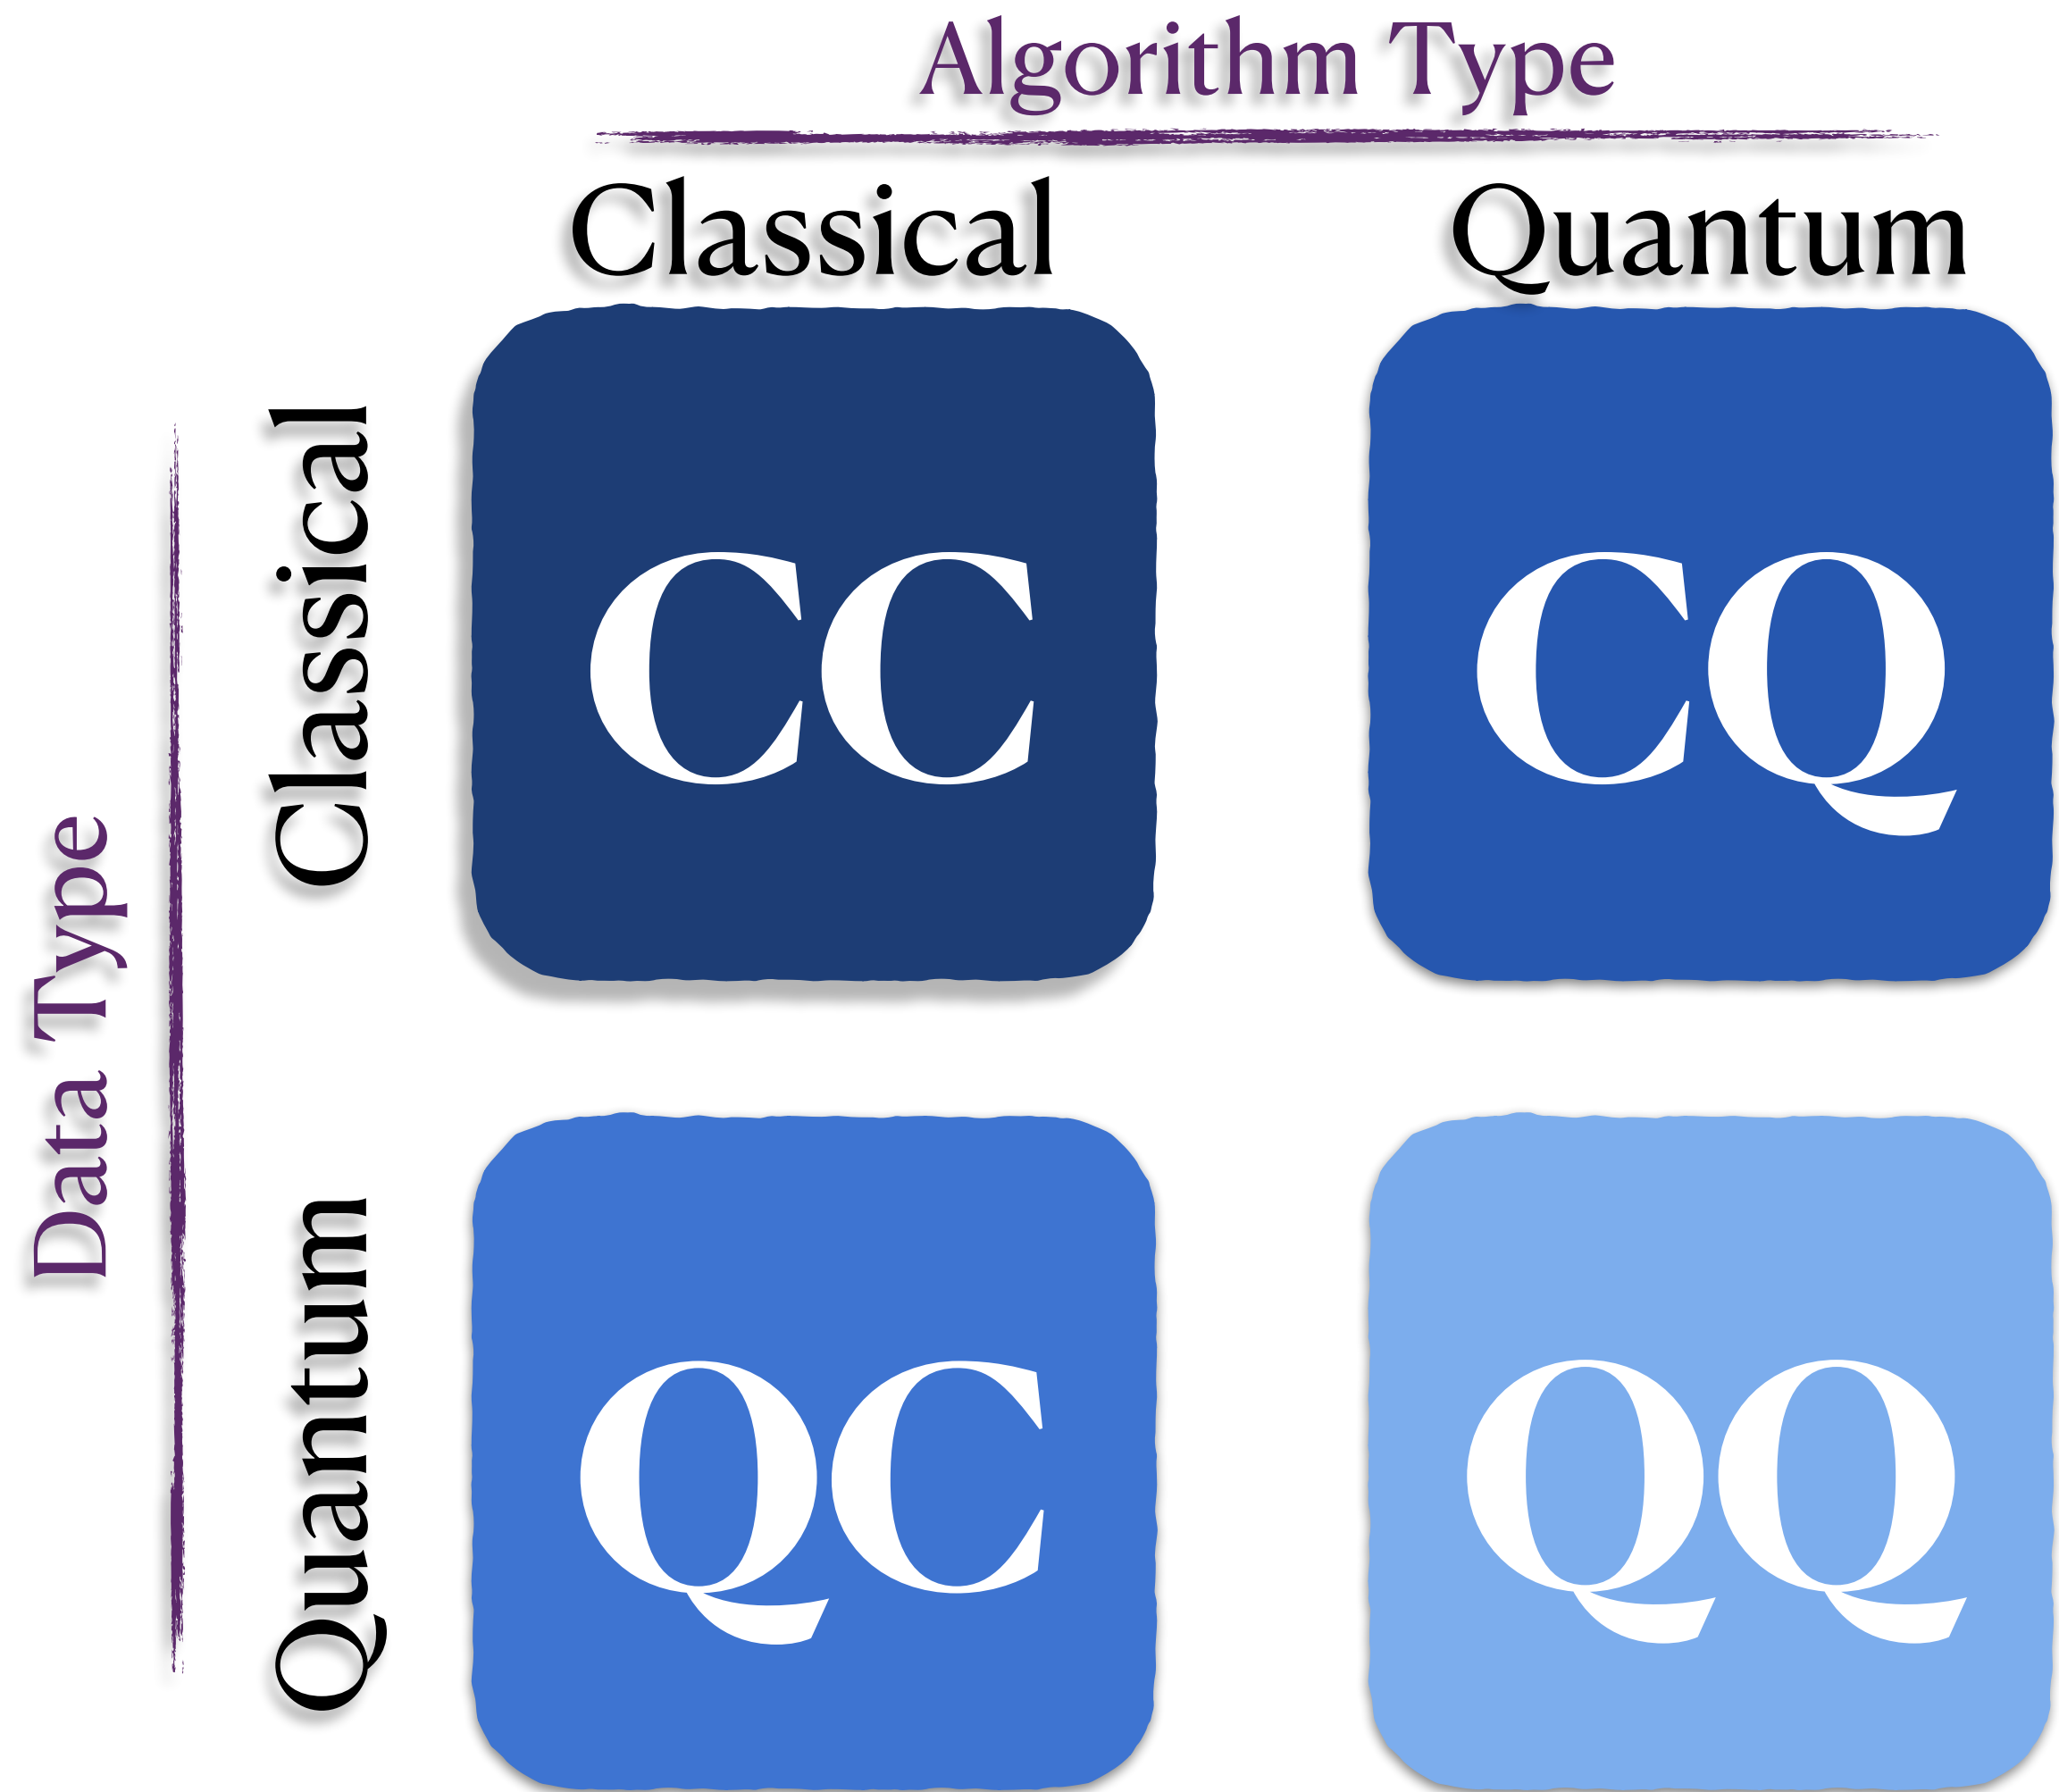 Algorithm Type
Classical Quantum
Data Type
Classical
CC CQ
Quantum
QC QQ